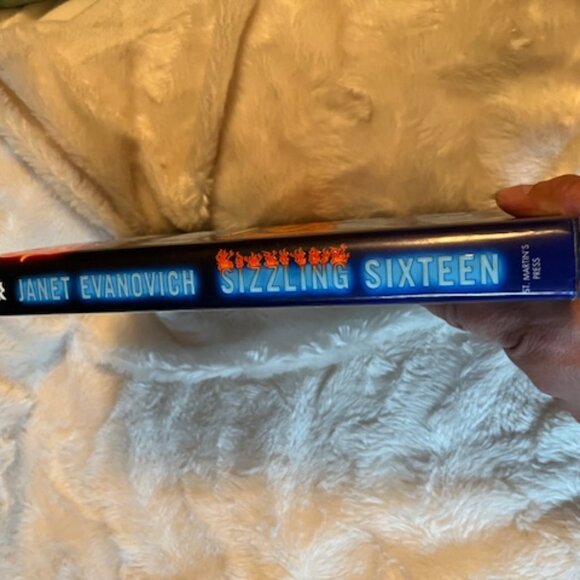 JANET EVANOVICH
SIZZLING SIXTEEN
ST. MARTIN'S
PRESS